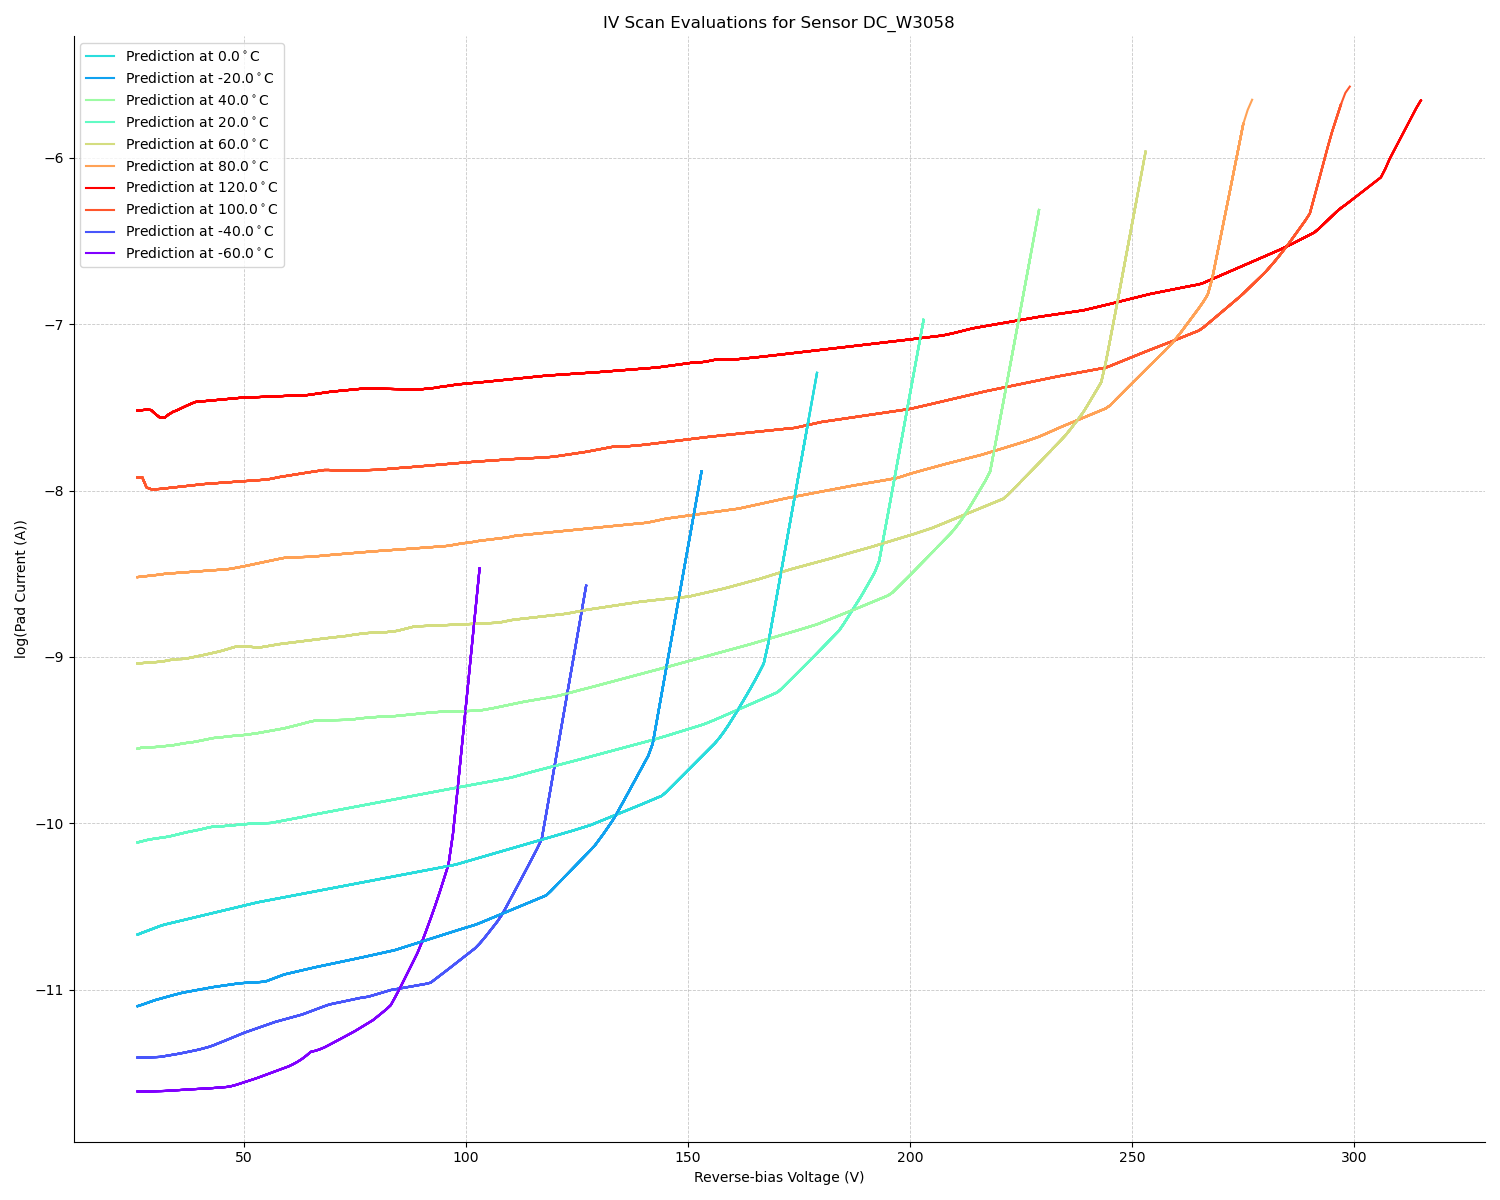 IV Scan Evaluations for Sensor DC_W3058
Prediction at 0.0°C
Prediction at -20.0°C
Prediction at 40.0°C
Prediction at 20.0°C
Prediction at 60.0°C
Prediction at 80.0°C
Prediction at 120.0°C
Prediction at 100.0°C
Prediction at -40.0°C
Prediction at -60.0°C
log(Pad Current (A))
−6
−7
−8
−9
−10
−11
50
100
150
200
250
300
Reverse-bias Voltage (V)